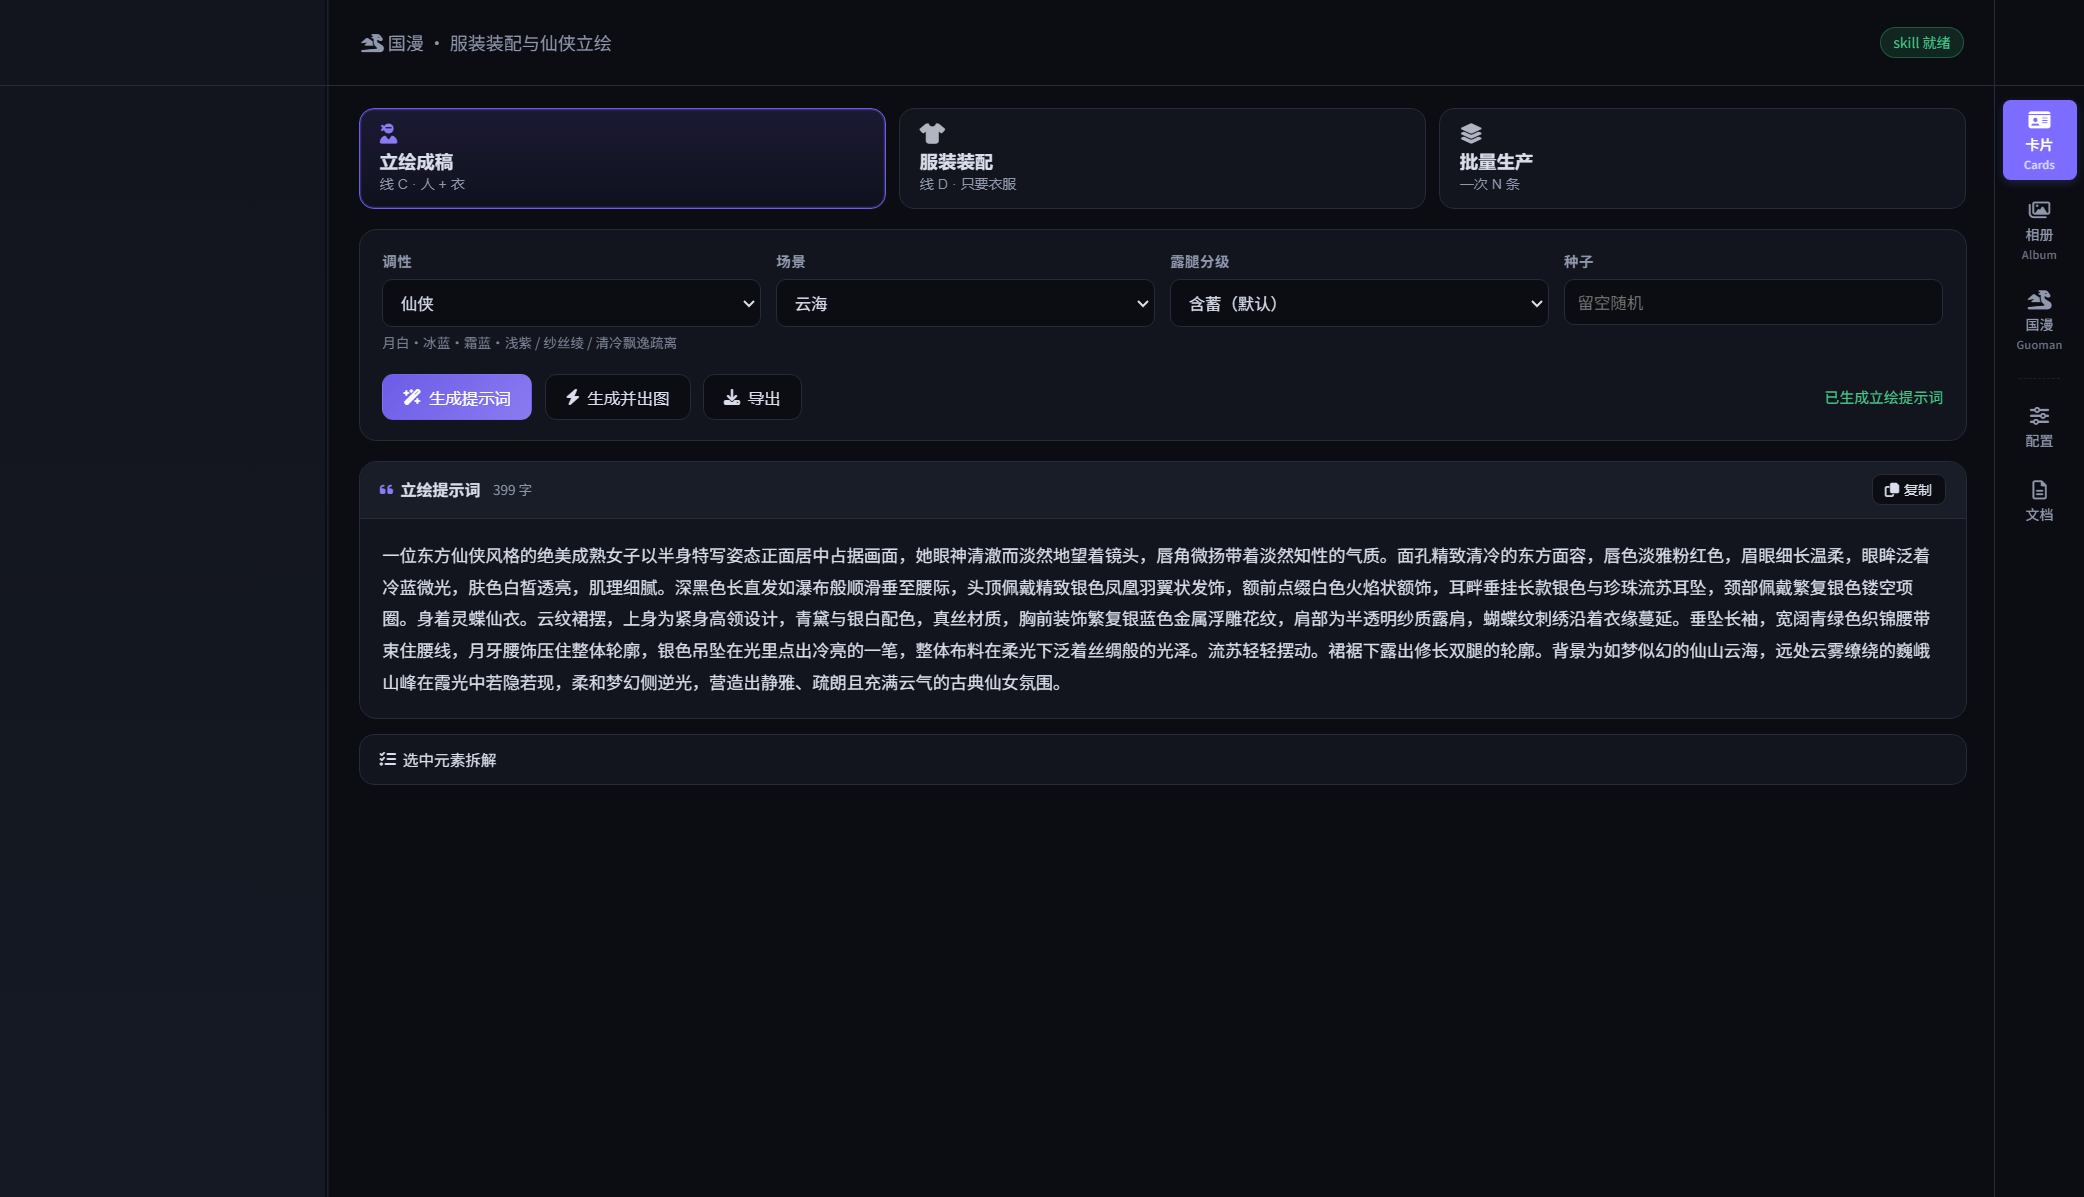 国漫 · 服装装配与仙侠立绘
skill 就绪
立绘成稿
线 C · 人 + 衣
服装装配
线 D · 只要衣服
批量生产
一次 N 条
调性
场景
露腿分级
种子
仙侠
云海
含蓄（默认）
留空随机
月白・冰蓝・霜蓝・浅紫 / 纱丝绫 / 清冷飘逸疏离
生成提示词
生成并出图
导出
已生成立绘提示词
立绘提示词 399 字
复制
一位东方仙侠风格的绝美成熟女子以半身特写姿态正面居中占据画面，她眼神清澈而淡然地望着镜头，唇角微扬带着淡然知性的气质。面孔精致清冷的东方面容，唇色淡雅粉红色，眉眼细长温柔，眼眸泛着
冷蓝微光，肤色白皙透亮，肌理细腻。深黑色长直发如瀑布般顺滑垂至腰际，头顶佩戴精致银色凤凰羽翼状发饰，额前点缀白色火焰状额饰，耳畔垂挂长款银色与珍珠流苏耳坠，颈部佩戴繁复银色镂空项
圈。身着灵蝶仙衣。云纹裙摆，上身为紧身高领设计，青黛与银白配色，真丝材质，胸前装饰繁复银蓝色金属浮雕花纹，肩部为半透明纱质露肩，蝴蝶纹刺绣沿着衣缘蔓延。垂坠长袖，宽阔青绿色织锦腰带
束住腰线，月牙腰饰压住整体轮廓，银色吊坠在光里点出冷亮的一笔，整体布料在柔光下泛着丝绸般的光泽。流苏轻轻摆动。裙裾下露出修长双腿的轮廓。背景为如梦似幻的仙山云海，远处云雾缭绕的巍峨
山峰在霞光中若隐若现，柔和梦幻侧逆光，营造出静雅、疏朗且充满云气的古典仙女氛围。
选中元素拆解
卡片
Cards
相册
Album
国漫
Guoman
配置
文档